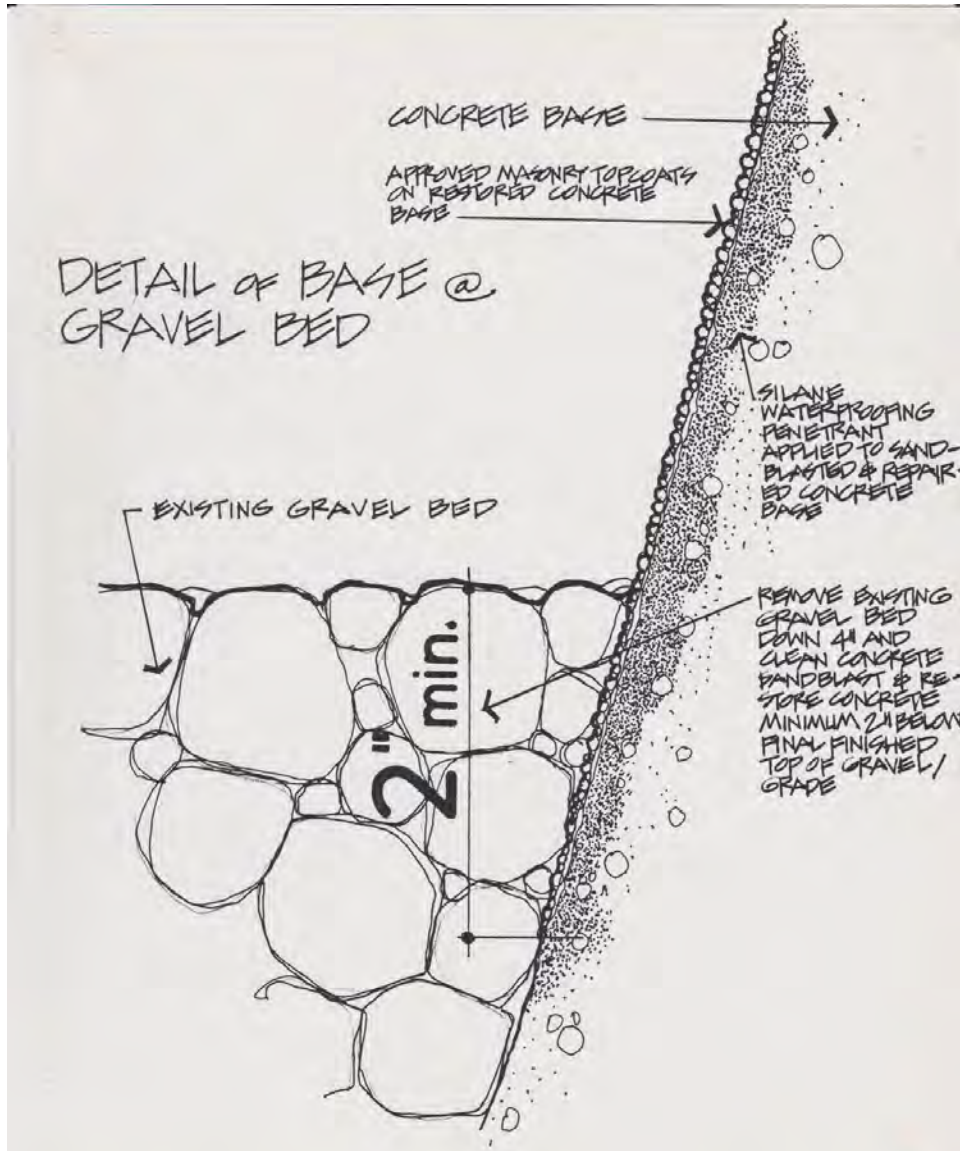 CONCRETE BASE
APPROVED MASONRY TOPCOATS
ON RESTORED CONCRETE
BASE
DETAIL OF BASE @
GRAVEL BED
SILANE
WATERPROOFING
PENETRANT
APPLIED TO SAND-
BLASTED & REPAIR-
ED CONCRETE
BASE
EXISTING GRAVEL BED
REMOVE EXISTING
GRAVEL BED
DOWN 4" AND
CLEAN CONCRETE
SANDBLAST & RE-
STORE CONCRETE
MINIMUM 2" BELOW
FINAL FINISHED
TOP OF GRAVEL/
GRADE
2" min.